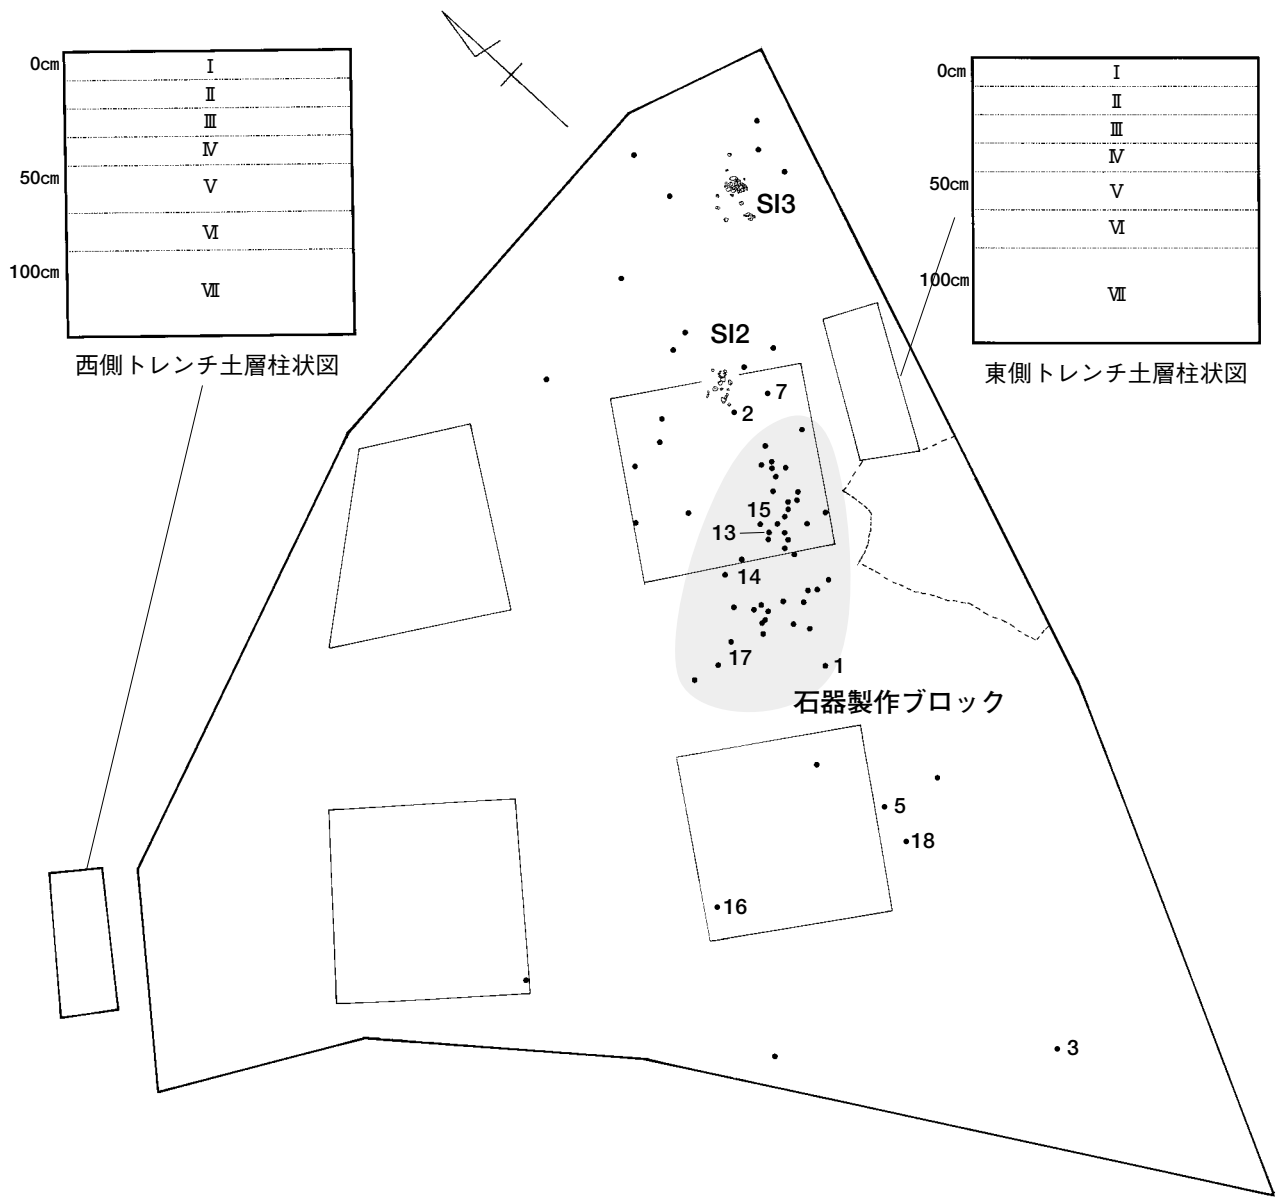 0cm
Ⅰ
Ⅱ
Ⅲ
Ⅳ
50cm
Ⅴ
Ⅵ
100cm
Ⅶ
西側トレンチ土層柱状図
0cm
Ⅰ
Ⅱ
Ⅲ
Ⅳ
50cm
Ⅴ
Ⅵ
100cm
Ⅶ
東側トレンチ土層柱状図
SI3
SI2
7
2
15
13
14
17
1
石器製作ブロック
5
18
16
3